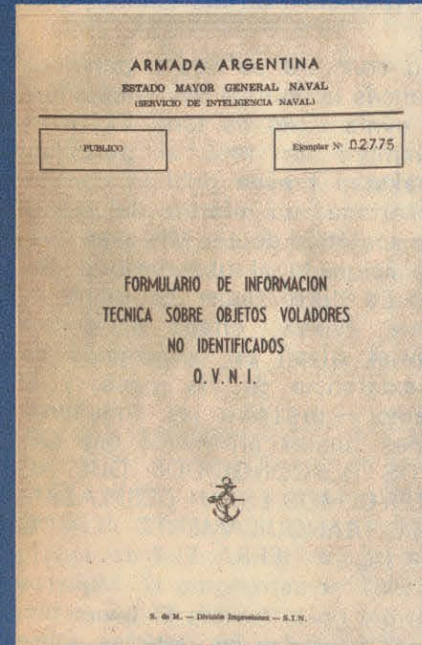 ARMADA ARGENTINA
ESTADO MAYOR GENERAL NAVAL
(SERVICIO DE INTELIGENCIA NAVAL)
PUBLICO
Ejemplar Nº 02775
FORMULARIO DE INFORMACION
TECNICA SOBRE OBJETOS VOLADORES
NO IDENTIFICADOS
O. V. N. I.
S. de M. — División Impresiones — S.I.N.